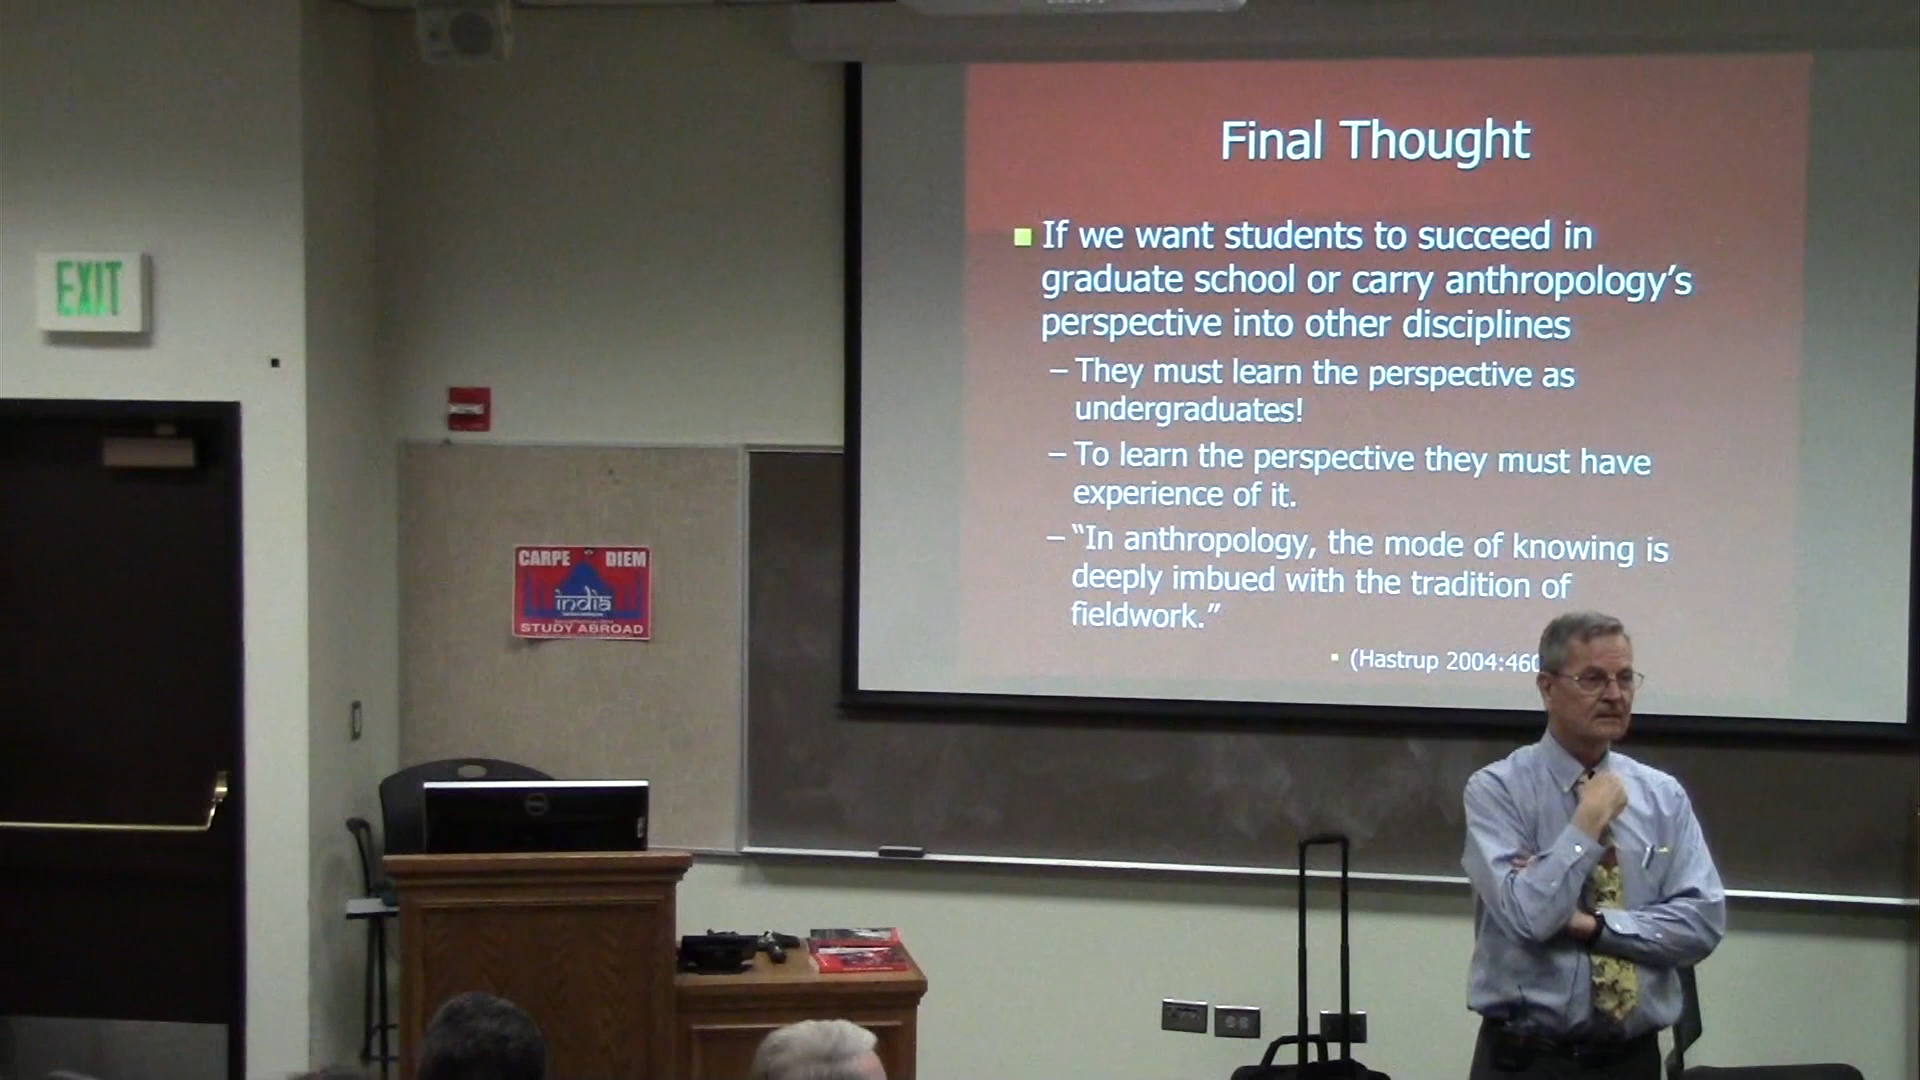 EXIT
Final Thought
If we want students to succeed in
graduate school or carry anthropology’s
perspective into other disciplines
– They must learn the perspective as
undergraduates!
– To learn the perspective they must have
experience of it.
– “In anthropology, the mode of knowing is
deeply imbued with the tradition of
fieldwork.”
(Hastrup 2004:460
CARPE DIEM
india
STUDY ABROAD
DELL